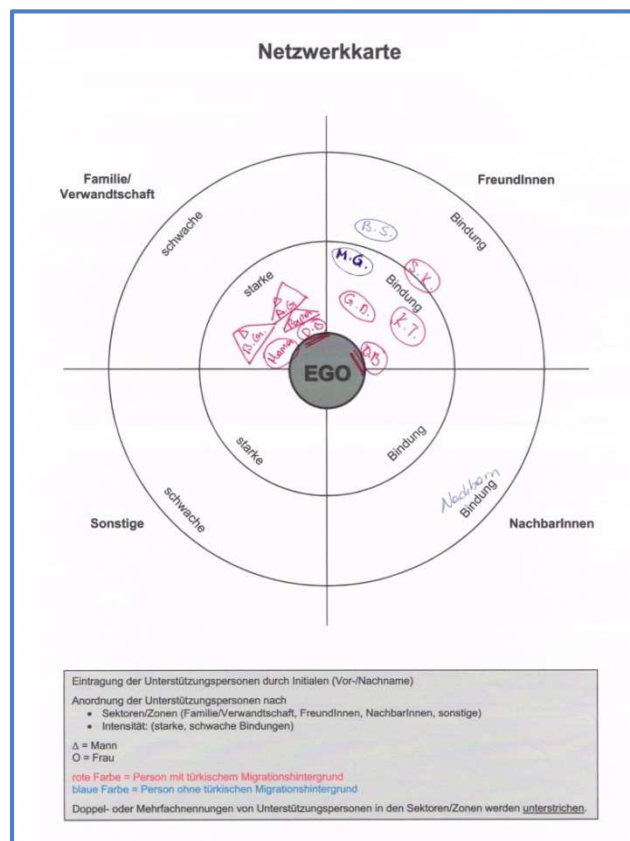 Netzwerkkarte
Familie/
Verwandtschaft
FreundInnen
schwache
Bindung
B.S.
M.G.
S.K.
starke
Bindung
G.D.
K.T.
Δ
Papa
D.B
Δ
B.G.
Mama
EGO
starke
Bindung
schwache
Nachbarn
Bindung
Sonstige
NachbarInnen
Eintragung der Unterstützungspersonen durch Initialen (Vor-/Nachname)
Anordnung der Unterstützungspersonen nach
• Sektoren/Zonen (Familie/Verwandtschaft, FreundInnen, NachbarInnen, sonstige)
• Intensität: (starke, schwache Bindungen)
Δ = Mann
O = Frau
rote Farbe = Person mit türkischem Migrationshintergrund
blaue Farbe = Person ohne türkischen Migrationshintergrund
Doppel- oder Mehrfachnennungen von Unterstützungspersonen in den Sektoren/Zonen werden unterstrichen.